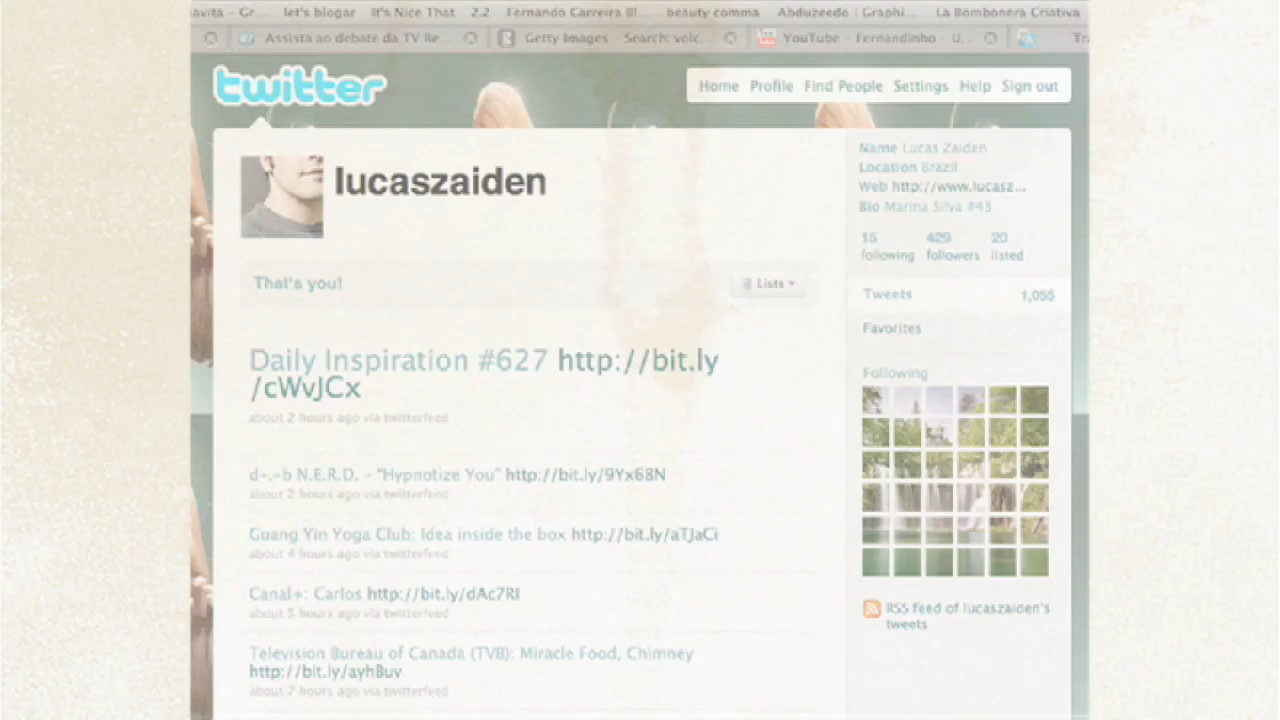 avita - Gr... let's blogar It's Nice That 2.2 Fernando Carreira Bl... beauty comma Abduzeedo | Graphi... La Bombonera Criativa
Assista ao debate da TV Re... Getty Images - Search: volc... YouTube - Fernandinho - U... Tr
twitter
Home Profile Find People Settings Help Sign out
lucaszaiden
That's you!
Lists
Daily Inspiration #627 http://bit.ly
/cWvJCx
about 2 hours ago via twitterfeed
d-.-b N.E.R.D. - "Hypnotize You" http://bit.ly/9Yx68N
about 2 hours ago via twitterfeed
Guang Yin Yoga Club: Idea inside the box http://bit.ly/aTJaCi
about 4 hours ago via twitterfeed
Canal+: Carlos http://bit.ly/dAc7RI
about 5 hours ago via twitterfeed
Television Bureau of Canada (TVB): Miracle Food, Chimney
http://bit.ly/ayhBuv
about 7 hours ago via twitterfeed
Name Lucas Zaiden
Location Brazil
Web http://www.lucasz...
Bio Marina Silva #43
15 429 20
following followers listed
Tweets 1,055
Favorites
Following
RSS feed of lucaszaiden's
tweets